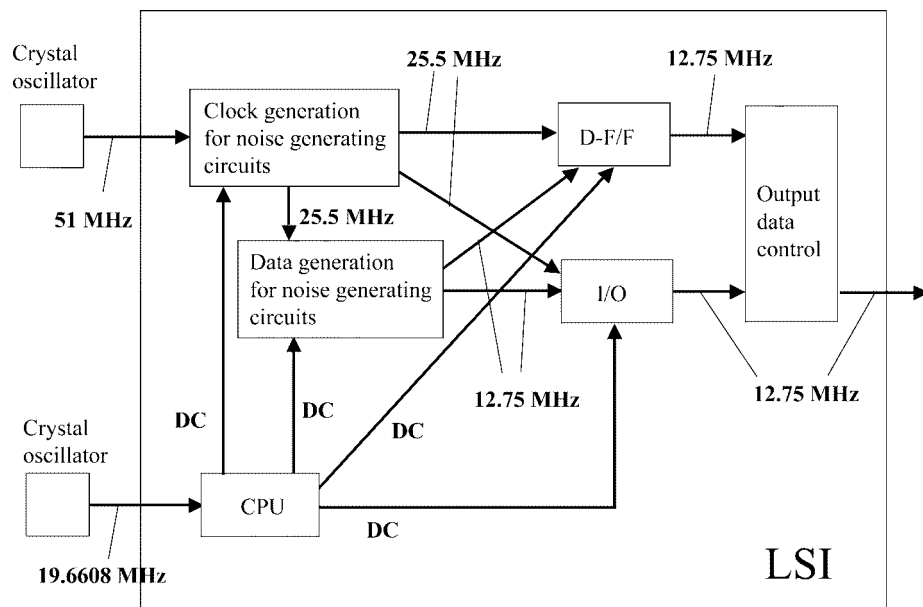 Crystal
oscillator
51 MHz
Clock generation
for noise generating
circuits
25.5 MHz
25.5 MHz
D-F/F
12.75 MHz
Output
data
control
Data generation
for noise generating
circuits
I/O
12.75 MHz
12.75 MHz
DC
DC
DC
DC
Crystal
oscillator
19.6608 MHz
CPU
LSI